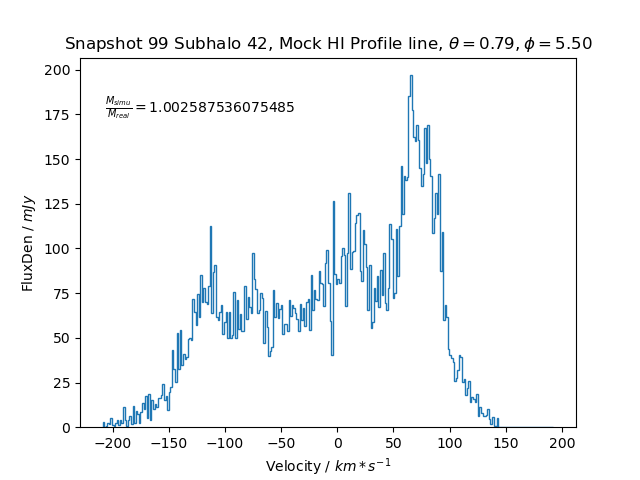 Snapshot 99 Subhalo 42, Mock HI Profile line, θ = 0.79, ϕ = 5.50
M_simu/M_real = 1.002587536075485
FluxDen / mJy
200
175
150
125
100
75
50
25
0
−200 −150 −100 −50 0 50 100 150 200
Velocity / km * s⁻¹